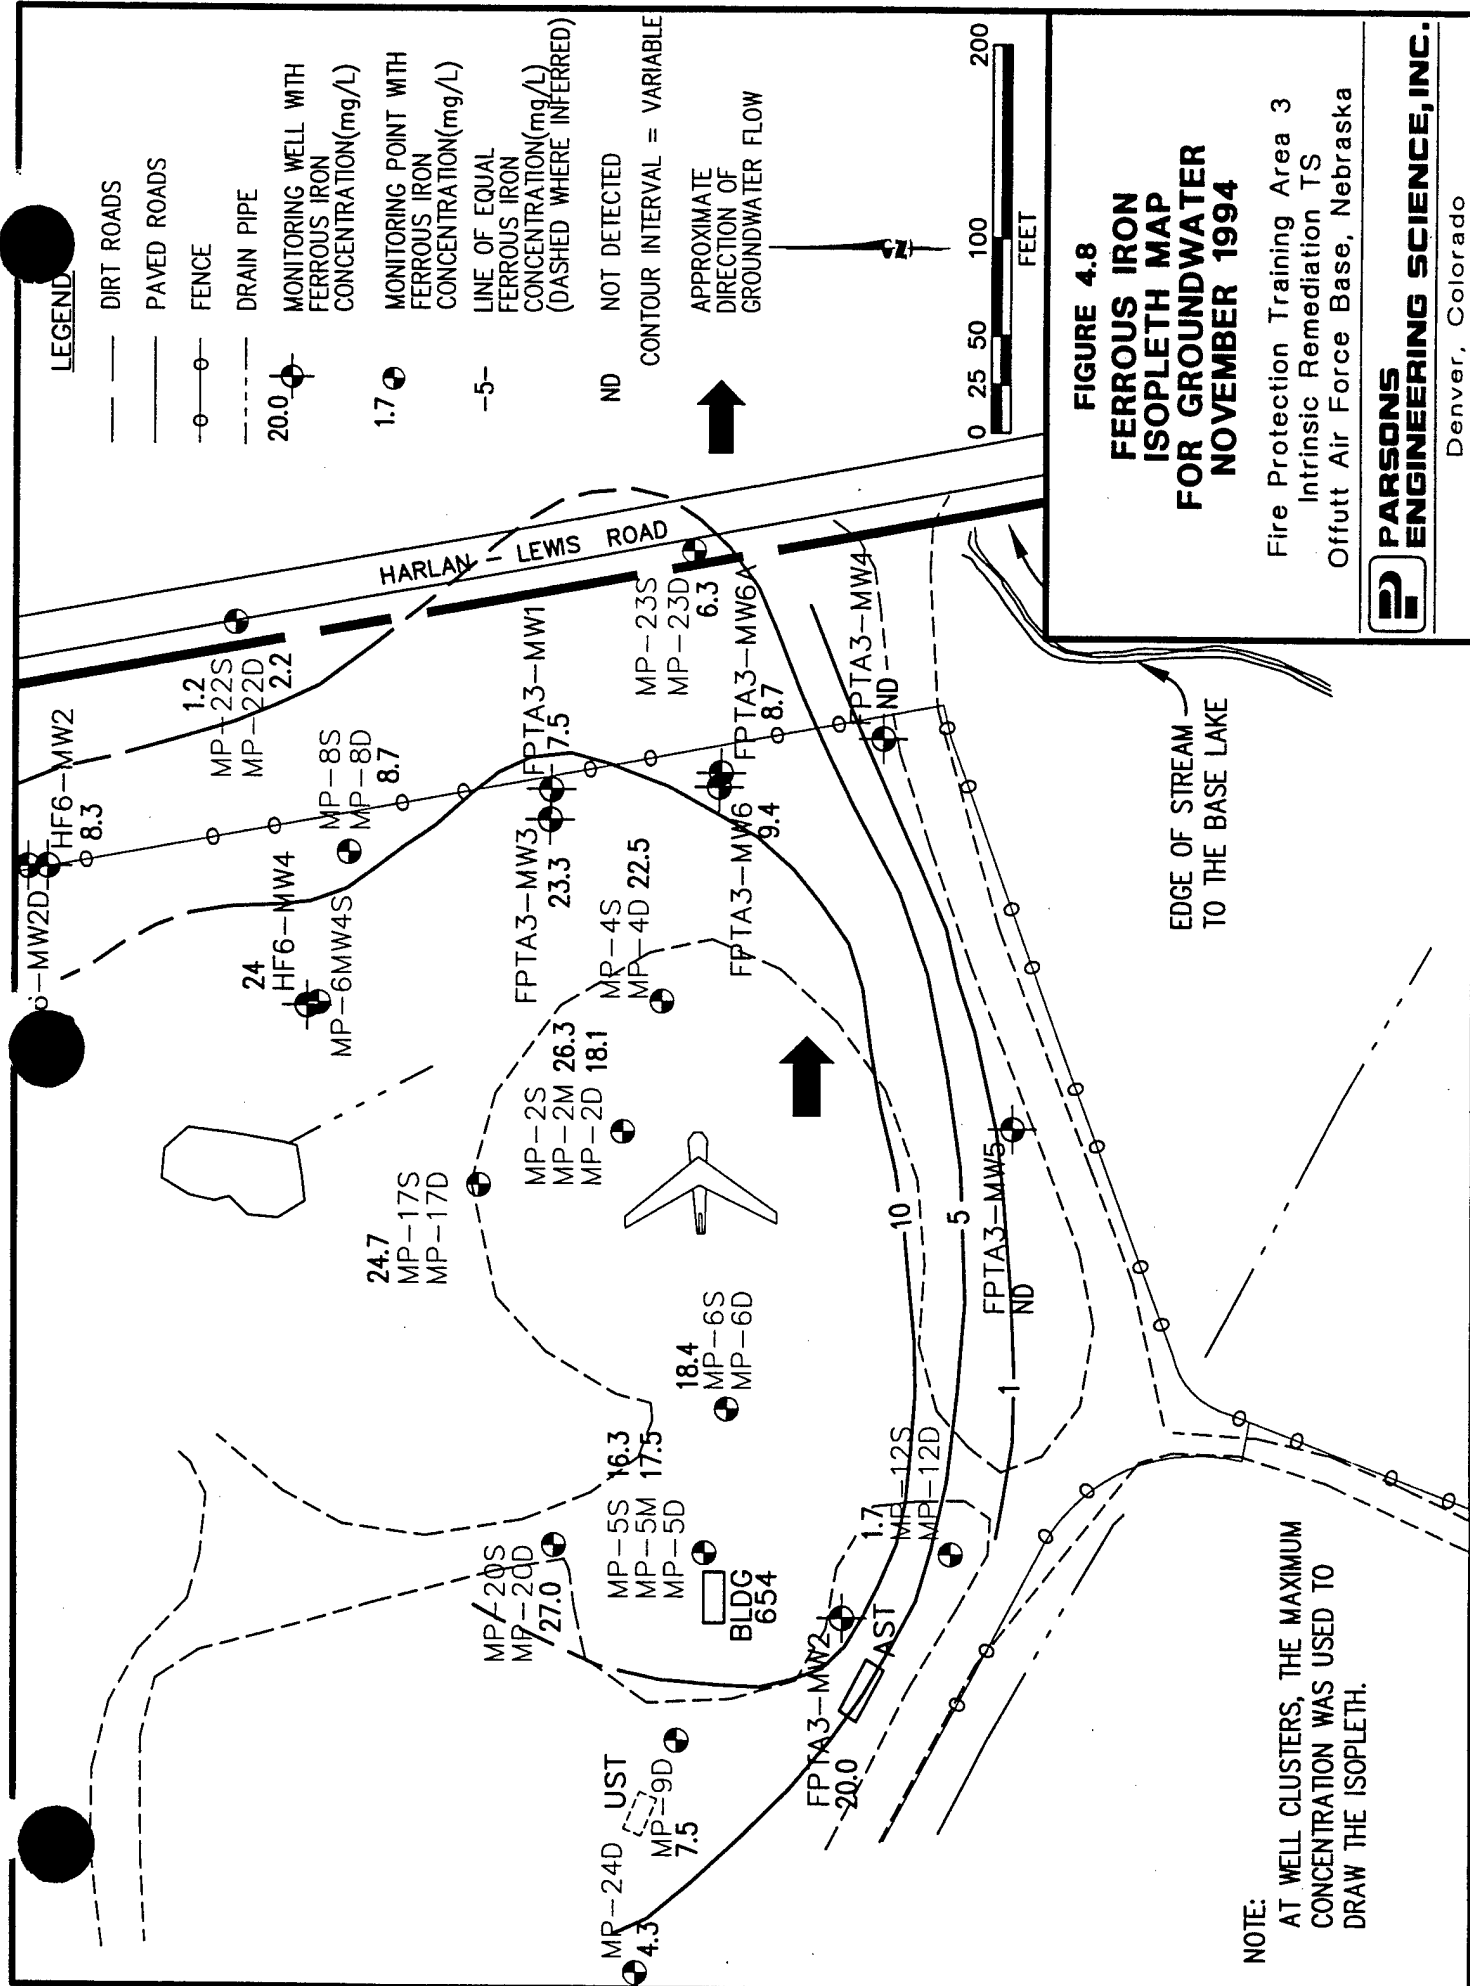 LEGEND
DIRT ROADS
PAVED ROADS
FENCE
DRAIN PIPE
20.0
MONITORING WELL WITH
FERROUS IRON
CONCENTRATION(mg/L)
1.7
MONITORING POINT WITH
FERROUS IRON
CONCENTRATION(mg/L)
-5-
LINE OF EQUAL
FERROUS IRON
CONCENTRATION(mg/L)
(DASHED WHERE INFERRED)
ND
NOT DETECTED
CONTOUR INTERVAL = VARIABLE
APPROXIMATE
DIRECTION OF
GROUNDWATER FLOW
0 25 50 100 200
FEET
FIGURE 4.8
FERROUS IRON
ISOPLETH MAP
FOR GROUNDWATER
NOVEMBER 1994
Fire Protection Training Area 3
Intrinsic Remediation TS
Offutt Air Force Base, Nebraska
PARSONS
ENGINEERING SCIENCE, INC.
Denver, Colorado
HARLAN - LEWIS ROAD
6-MW2D
HF6-MW2
8.3
1.2
MP-22S
MP-22D
2.2
MP-8S
MP-8D
8.7
24
HF6-MW4
MP-6MW4S
FPTA3-MW1
7.5
FPTA3-MW3
23.3
MP-23S
MP-23D
6.3
FPTA3-MW6A
8.7
FPTA3-MW6
9.4
FPTA3-MW4
ND
MP-4S
MP-4D 22.5
MP-2S
MP-2M 26.3
MP-2D 18.1
24.7
MP-17S
MP-17D
18.4
MP-6S
MP-6D
MP-5S 16.3
MP-5M 17.5
MP-5D
MP-20S
MP-20D
27.0
BLDG
654
10
5
1
FPTA3-MW5
ND
1.7
MP-12S
MP-12D
AST
FPTA3-MW2
20.0
UST
MP-9D
7.5
MP-24D
4.3
EDGE OF STREAM
TO THE BASE LAKE
NOTE:
AT WELL CLUSTERS, THE MAXIMUM
CONCENTRATION WAS USED TO
DRAW THE ISOPLETH.